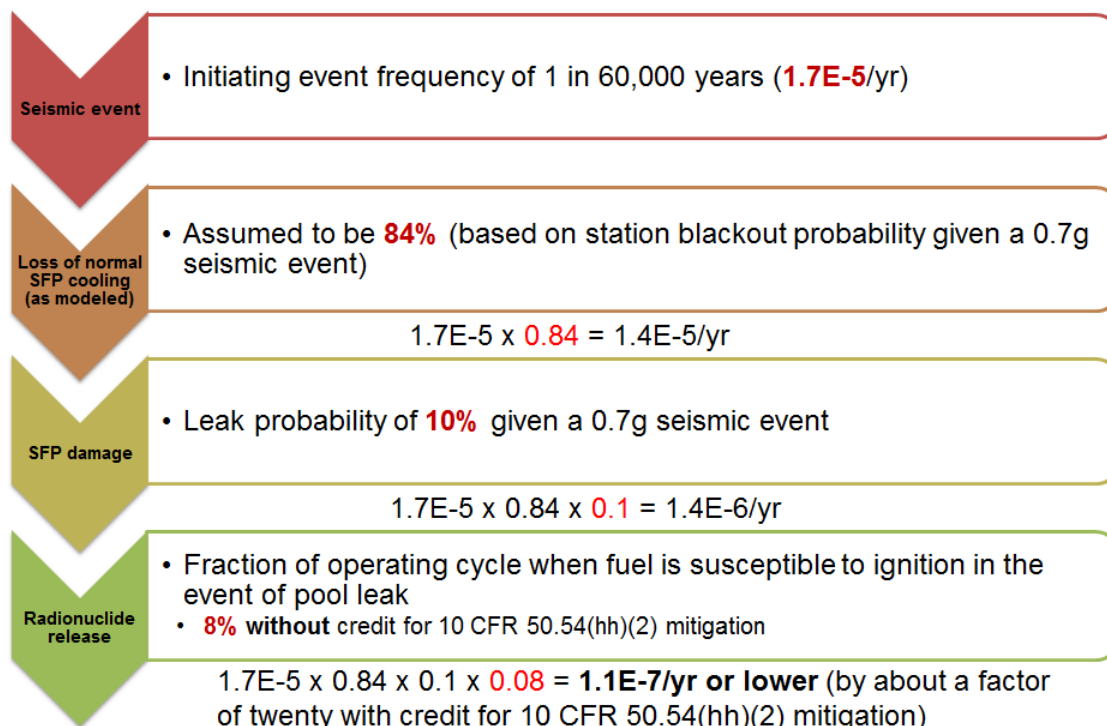 Seismic event
• Initiating event frequency of 1 in 60,000 years (1.7E-5/yr)
Loss of normal
SFP cooling
(as modeled)
• Assumed to be 84% (based on station blackout probability given a 0.7g
seismic event)
1.7E-5 x 0.84 = 1.4E-5/yr
SFP damage
• Leak probability of 10% given a 0.7g seismic event
1.7E-5 x 0.84 x 0.1 = 1.4E-6/yr
Radionuclide
release
• Fraction of operating cycle when fuel is susceptible to ignition in the
event of pool leak
• 8% without credit for 10 CFR 50.54(hh)(2) mitigation
1.7E-5 x 0.84 x 0.1 x 0.08 = 1.1E-7/yr or lower (by about a factor
of twenty with credit for 10 CFR 50.54(hh)(2) mitigation)